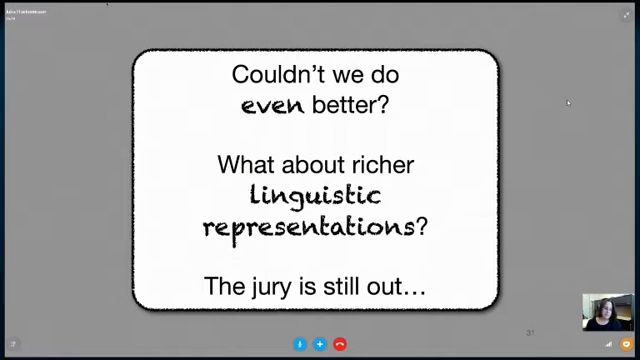 Couldn't we do
even better?
What about richer
linguistic
representations?
The jury is still out…
31